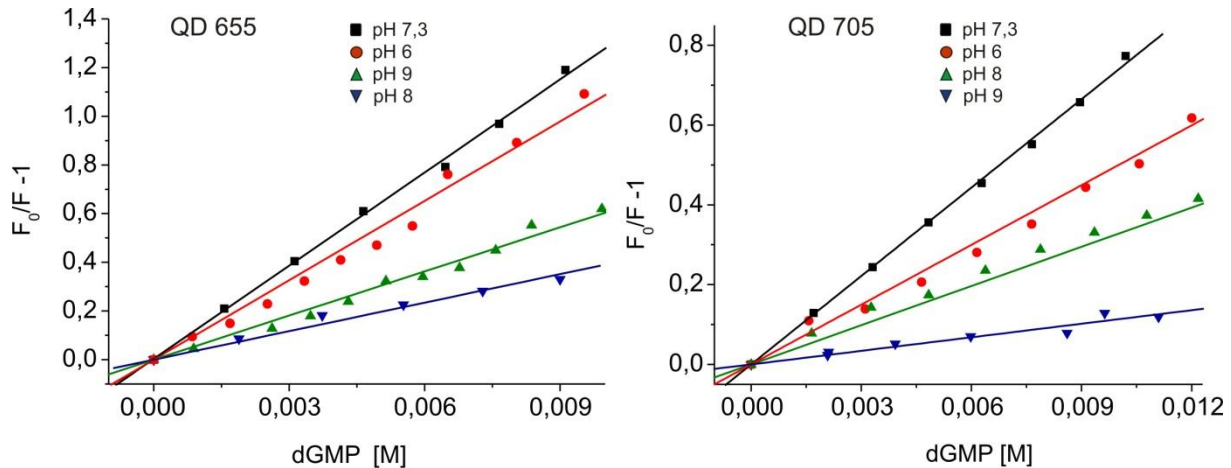 QD 655
pH 7,3
pH 6
pH 9
pH 8
1,4
1,2
1,0
0,8
0,6
0,4
0,2
0,0
F0/F -1
0,000 0,003 0,006 0,009
dGMP [M]
QD 705
pH 7,3
pH 6
pH 8
pH 9
0,8
0,6
0,4
0,2
0,0
F0/F -1
0,000 0,003 0,006 0,009 0,012
dGMP [M]